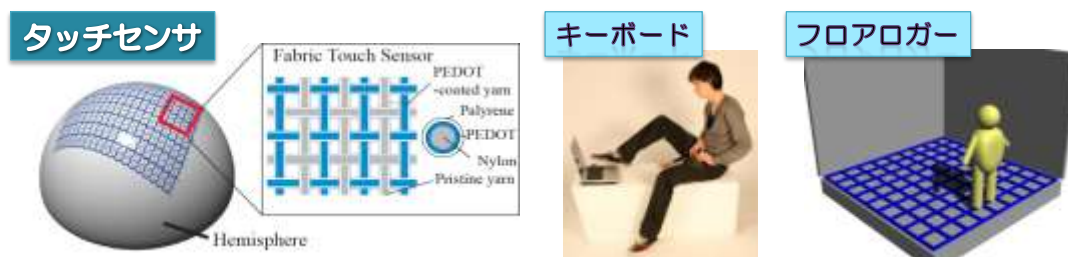 タッチセンサ
キーボード
フロアロガー
Fabric Touch Sensor
PEDOT
-coated yarn
Palyrene
PEDOT
Nylon
Pristine yarn
Hemisphere